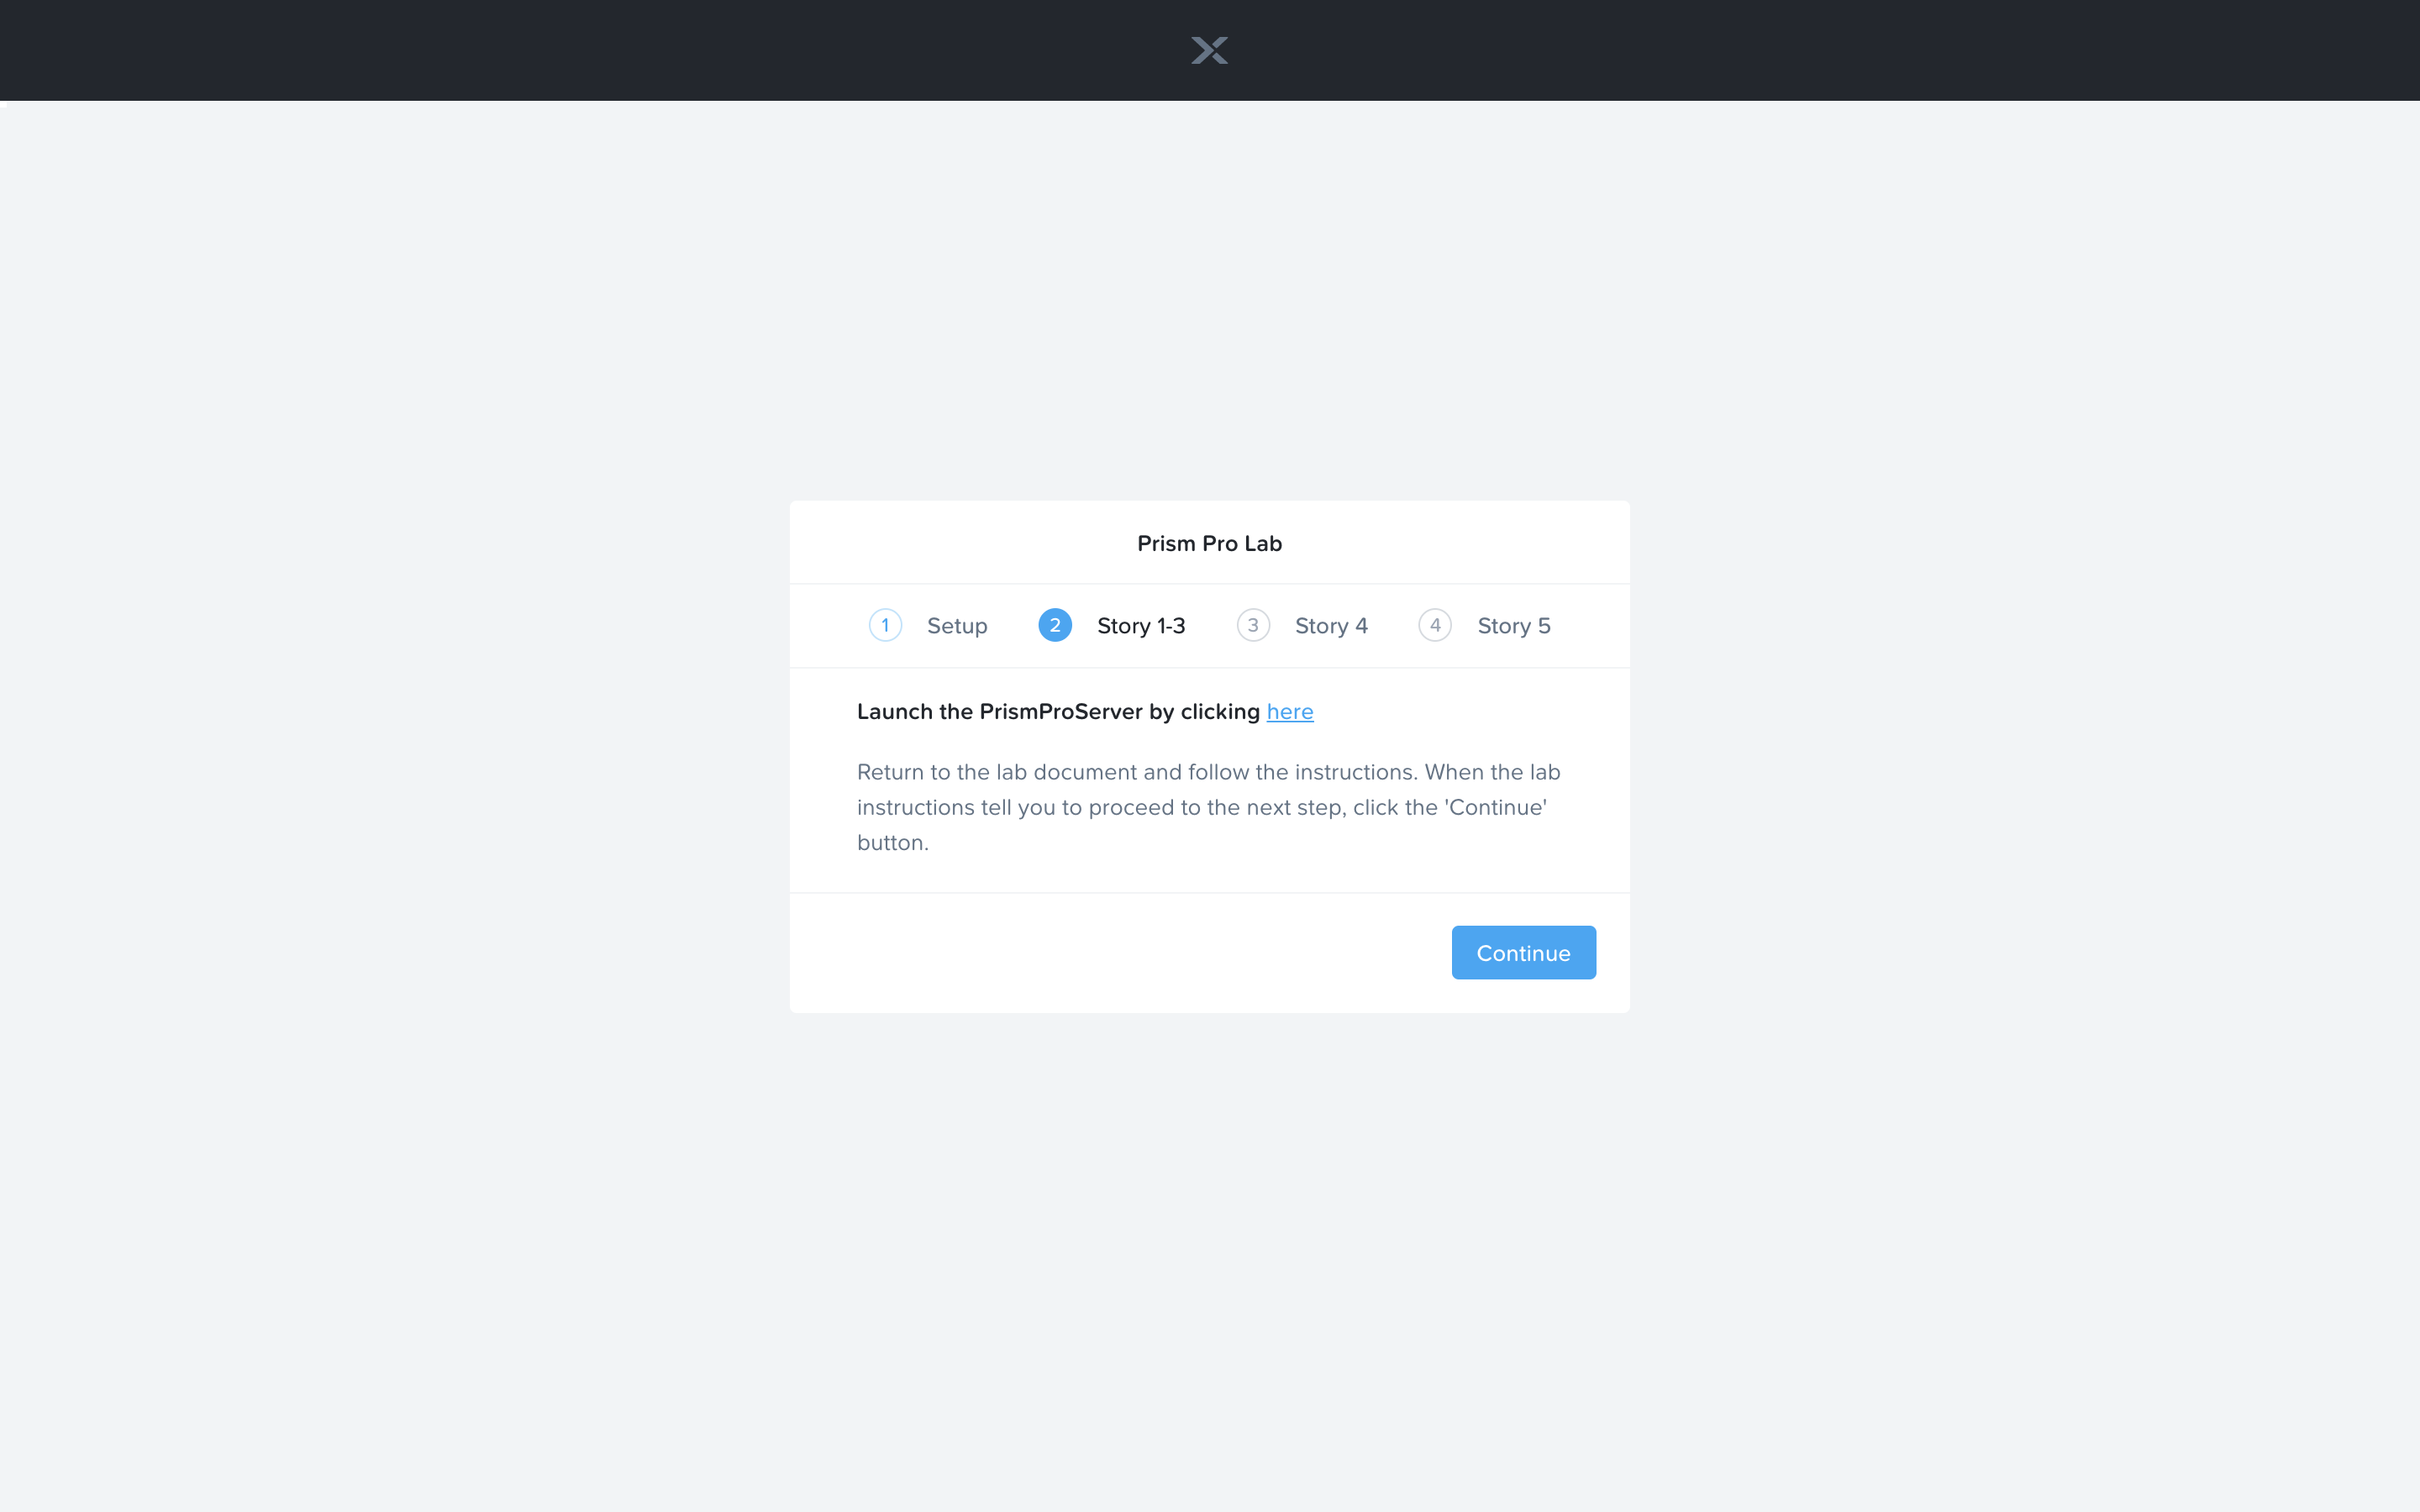 Prism Pro Lab
1 Setup 2 Story 1-3 3 Story 4 4 Story 5
Launch the PrismProServer by clicking here
Return to the lab document and follow the instructions. When the lab
instructions tell you to proceed to the next step, click the 'Continue'
button.
Continue